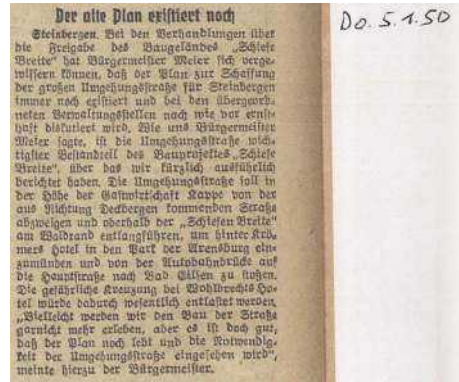 Der alte Plan existiert noch
Do. 5.1.50
Steinbergen. Bei den Verhandlungen über
die Freigabe des Baugeländes „Schiefe
Breite“ hat Bürgermeister Meier sich verge-
wissern können, daß der Plan zur Schaffung
der großen Umgehungsstraße für Steinbergen
immer noch existiert und bei den übergeord-
neten Verwaltungsstellen nach wie vor ernst-
haft diskutiert wird. Wie uns Bürgermeister
Meier sagte, ist die Umgehungsstraße wich-
tigster Bestandteil des Bauprojektes „Schiefe
Breite“, über das wir kürzlich ausführlich
berichtet haben. Die Umgehungsstraße soll in
der Höhe der Gastwirtschaft Kappe von der
aus Richtung Deckbergen kommenden Straße
abzweigen und oberhalb der „Schiefen Breite“
am Waldrand entlangführen, um hinter Krö-
mers Hotel in den Park der Arensburg ein-
zumünden und von der Autobahnbrücke auf
die Hauptstraße nach Bad Eilsen zu stoßen.
Die gefährliche Kreuzung bei Wohlbrechts Ho-
tel würde dadurch wesentlich entlastet werden.
„Vielleicht werden wir den Bau der Straße
garnicht mehr erleben, aber es ist doch gut,
daß der Plan noch lebt und die Notwendig-
keit der Umgehungsstraße eingesehen wird“,
meinte hierzu der Bürgermeister.